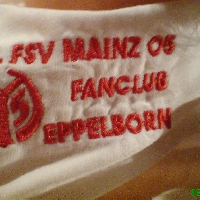 . FSV MAINZ 05
FANCLUB
EPPELBORN